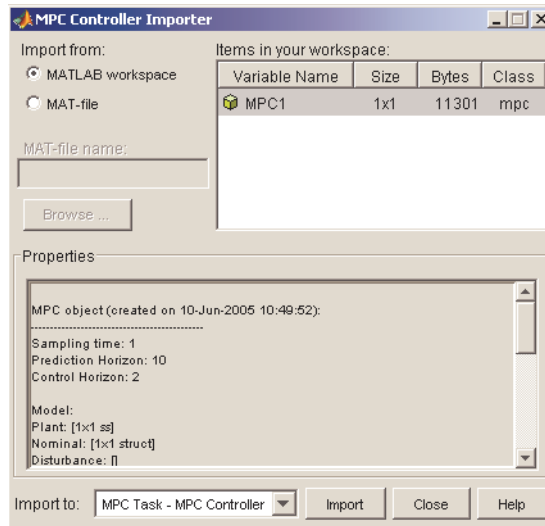 MPC Controller Importer
Import from:
MATLAB workspace
MAT-file
MAT-file name:
Browse ...
Items in your workspace:
Variable Name Size Bytes Class
MPC1 1x1 11301 mpc
Properties
MPC object (created on 10-Jun-2005 10:49:52):
---------------------------------------------
Sampling time: 1
Prediction Horizon: 10
Control Horizon: 2
Model:
Plant: [1x1 ss]
Nominal: [1x1 struct]
Disturbance: []
Import to: MPC Task - MPC Controller Import Close Help